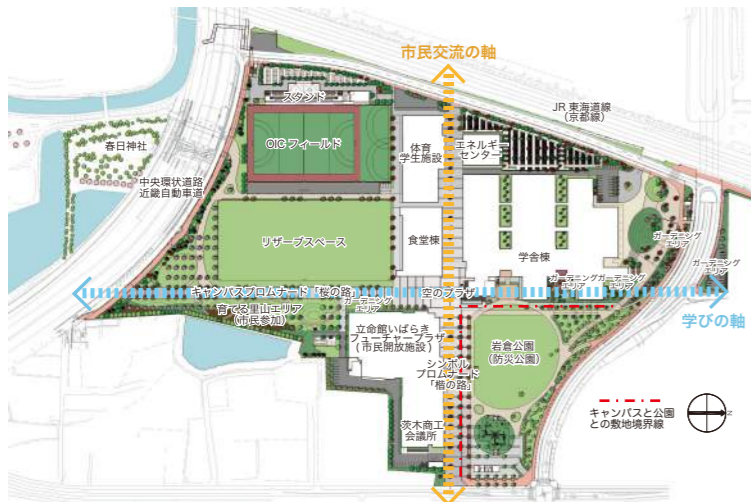 市民交流の軸
スタンド
JR 東海道線
（京都線）
OIC フィールド
体育
学生施設
エネルギ
センター
春日神社
中央環状道路
近畿自動車道
リザーブスペース
食堂棟
学舎棟
ガーデニング
エリア
ガーデニング
エリア
ガーデニング
エリア
ガーデニング
エリア
キャンパスプロムナード「桜の路」
空のプラザ
ガーデニング
エリア
育てる里山エリア
（市民参加）
学びの軸
立命館いばらき
フューチャープラザ
（市民開放施設）
岩倉公園
（防災公園）
シンボル
プロムナード
「楷の路」
茨木商工
会議所
キャンパスと公園
との敷地境界線
N